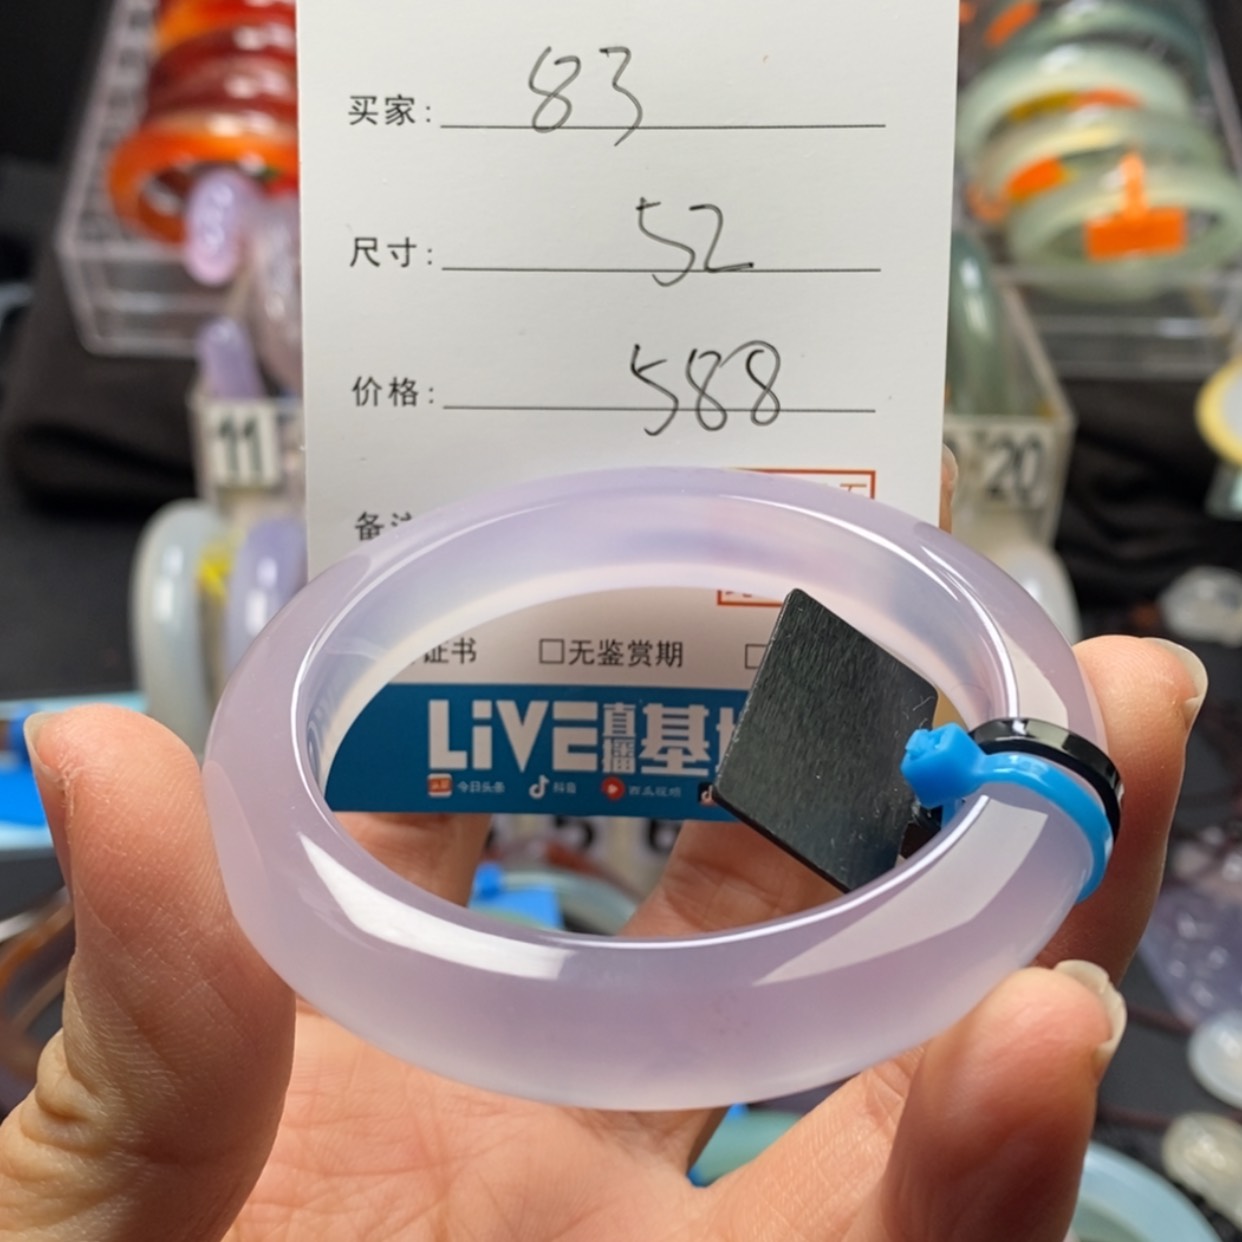 买家: 83
尺寸: 52
价格: 588
11
20
证书 □无鉴赏期 □
LiVE直播基
今日头条 抖音 西瓜视频